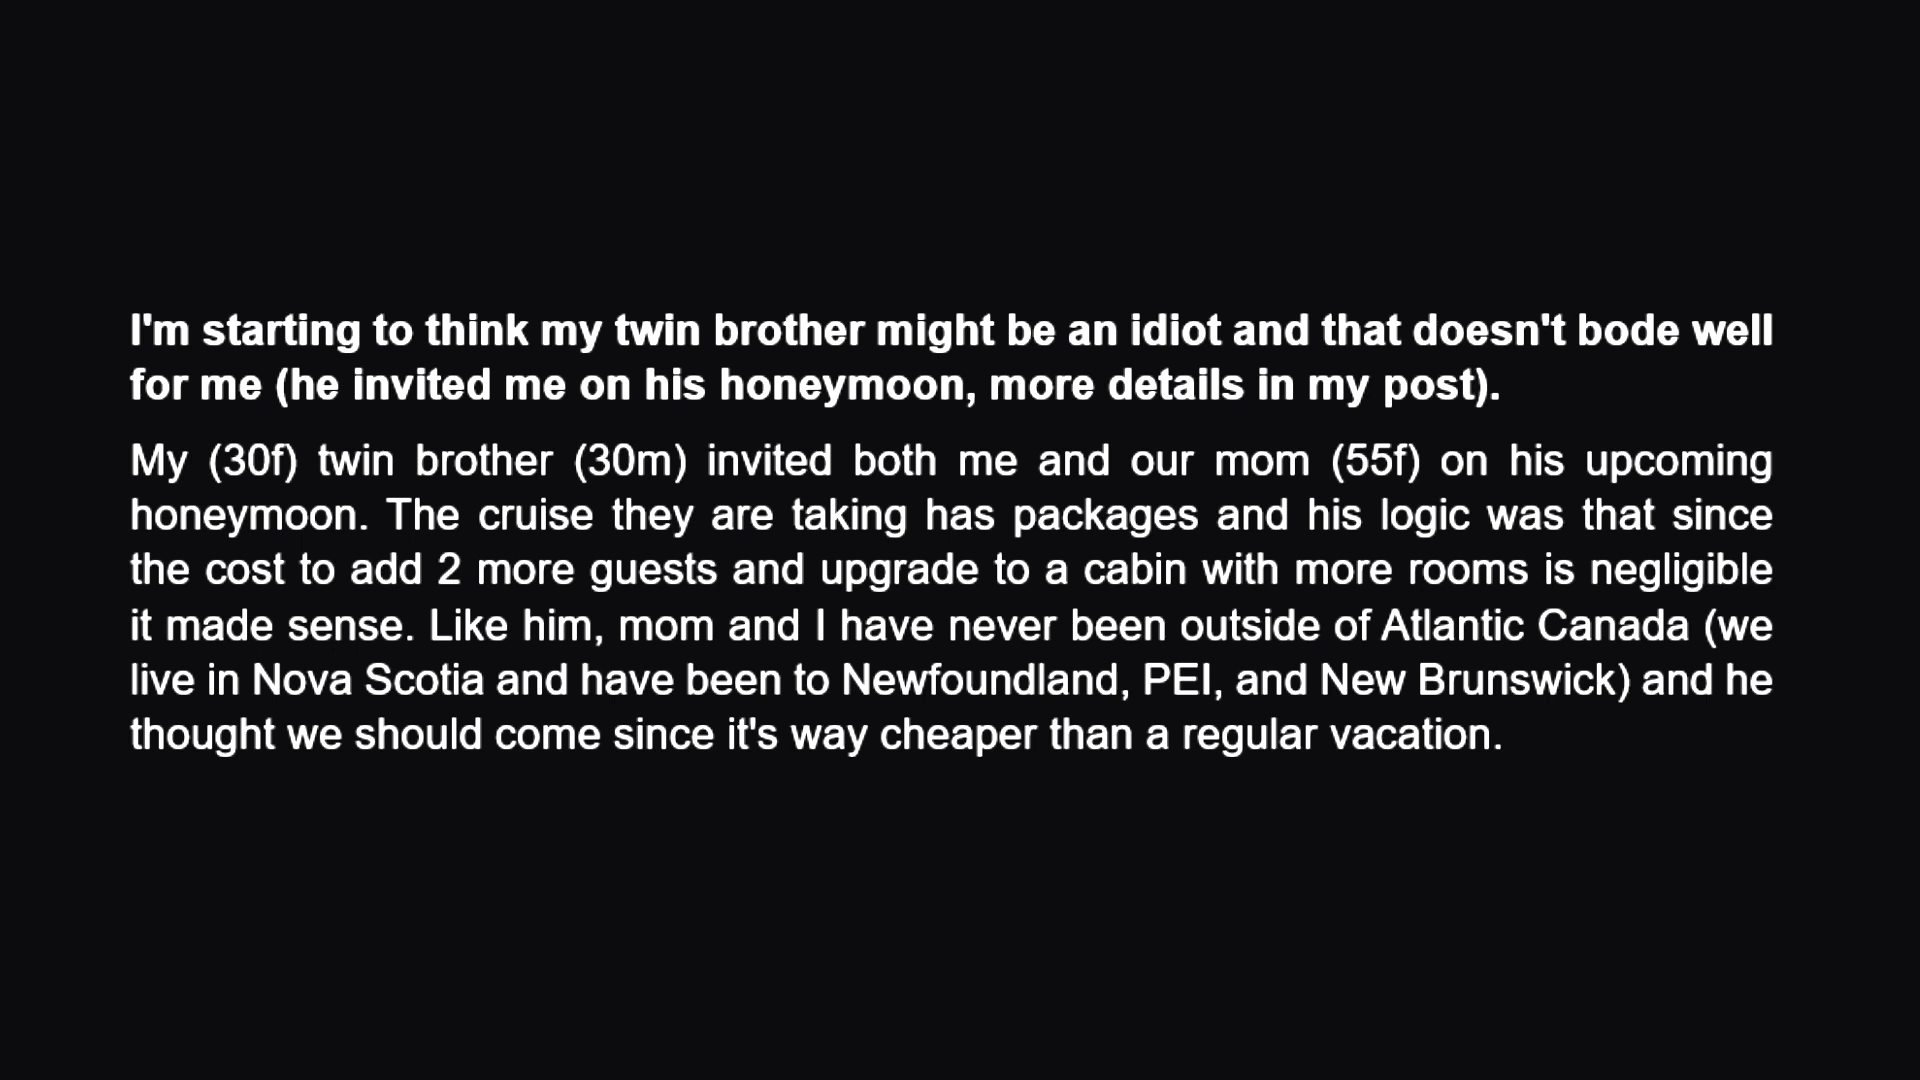 I'm starting to think my twin brother might be an idiot and that doesn't bode well
for me (he invited me on his honeymoon, more details in my post).
My (30f) twin brother (30m) invited both me and our mom (55f) on his upcoming
honeymoon. The cruise they are taking has packages and his logic was that since
the cost to add 2 more guests and upgrade to a cabin with more rooms is negligible
it made sense. Like him, mom and I have never been outside of Atlantic Canada (we
live in Nova Scotia and have been to Newfoundland, PEI, and New Brunswick) and he
thought we should come since it's way cheaper than a regular vacation.